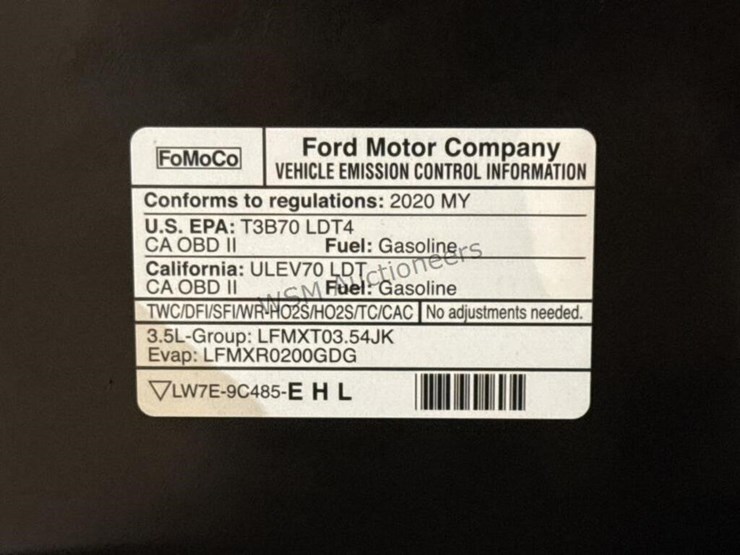 FoMoCo
Ford Motor Company
VEHICLE EMISSION CONTROL INFORMATION
Conforms to regulations: 2020 MY
U.S. EPA: T3B70 LDT4
CA OBD II Fuel: Gasoline
California: ULEV70 LDT
CA OBD II Fuel: Gasoline
TWC/DFI/SFI/WR-HO2S/HO2S/TC/CAC No adjustments needed.
3.5L-Group: LFMXT03.54JK
Evap: LFMXR0200GDG
LW7E-9C485-E H L
WSM Auctioneers